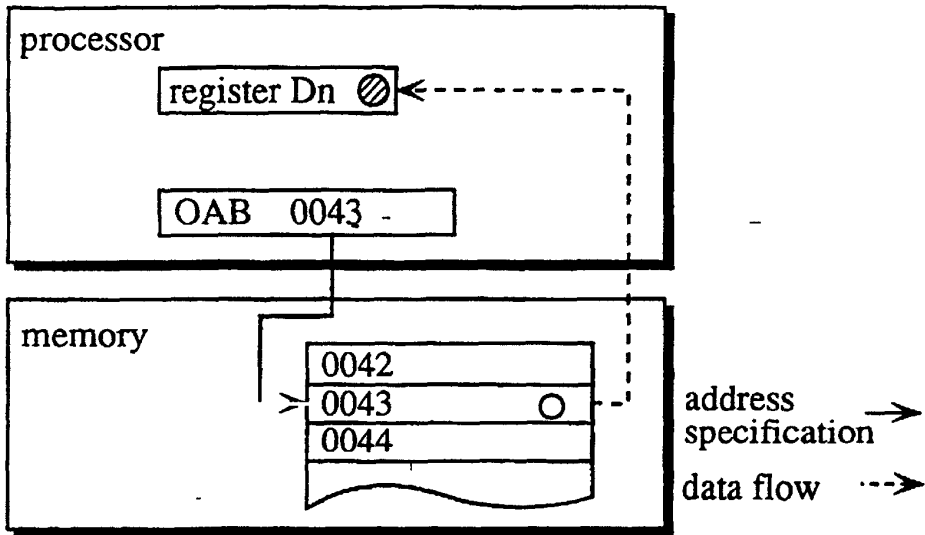 processor
register Dn
OAB 0043
memory
0042
0043
0044
address
specification
data flow